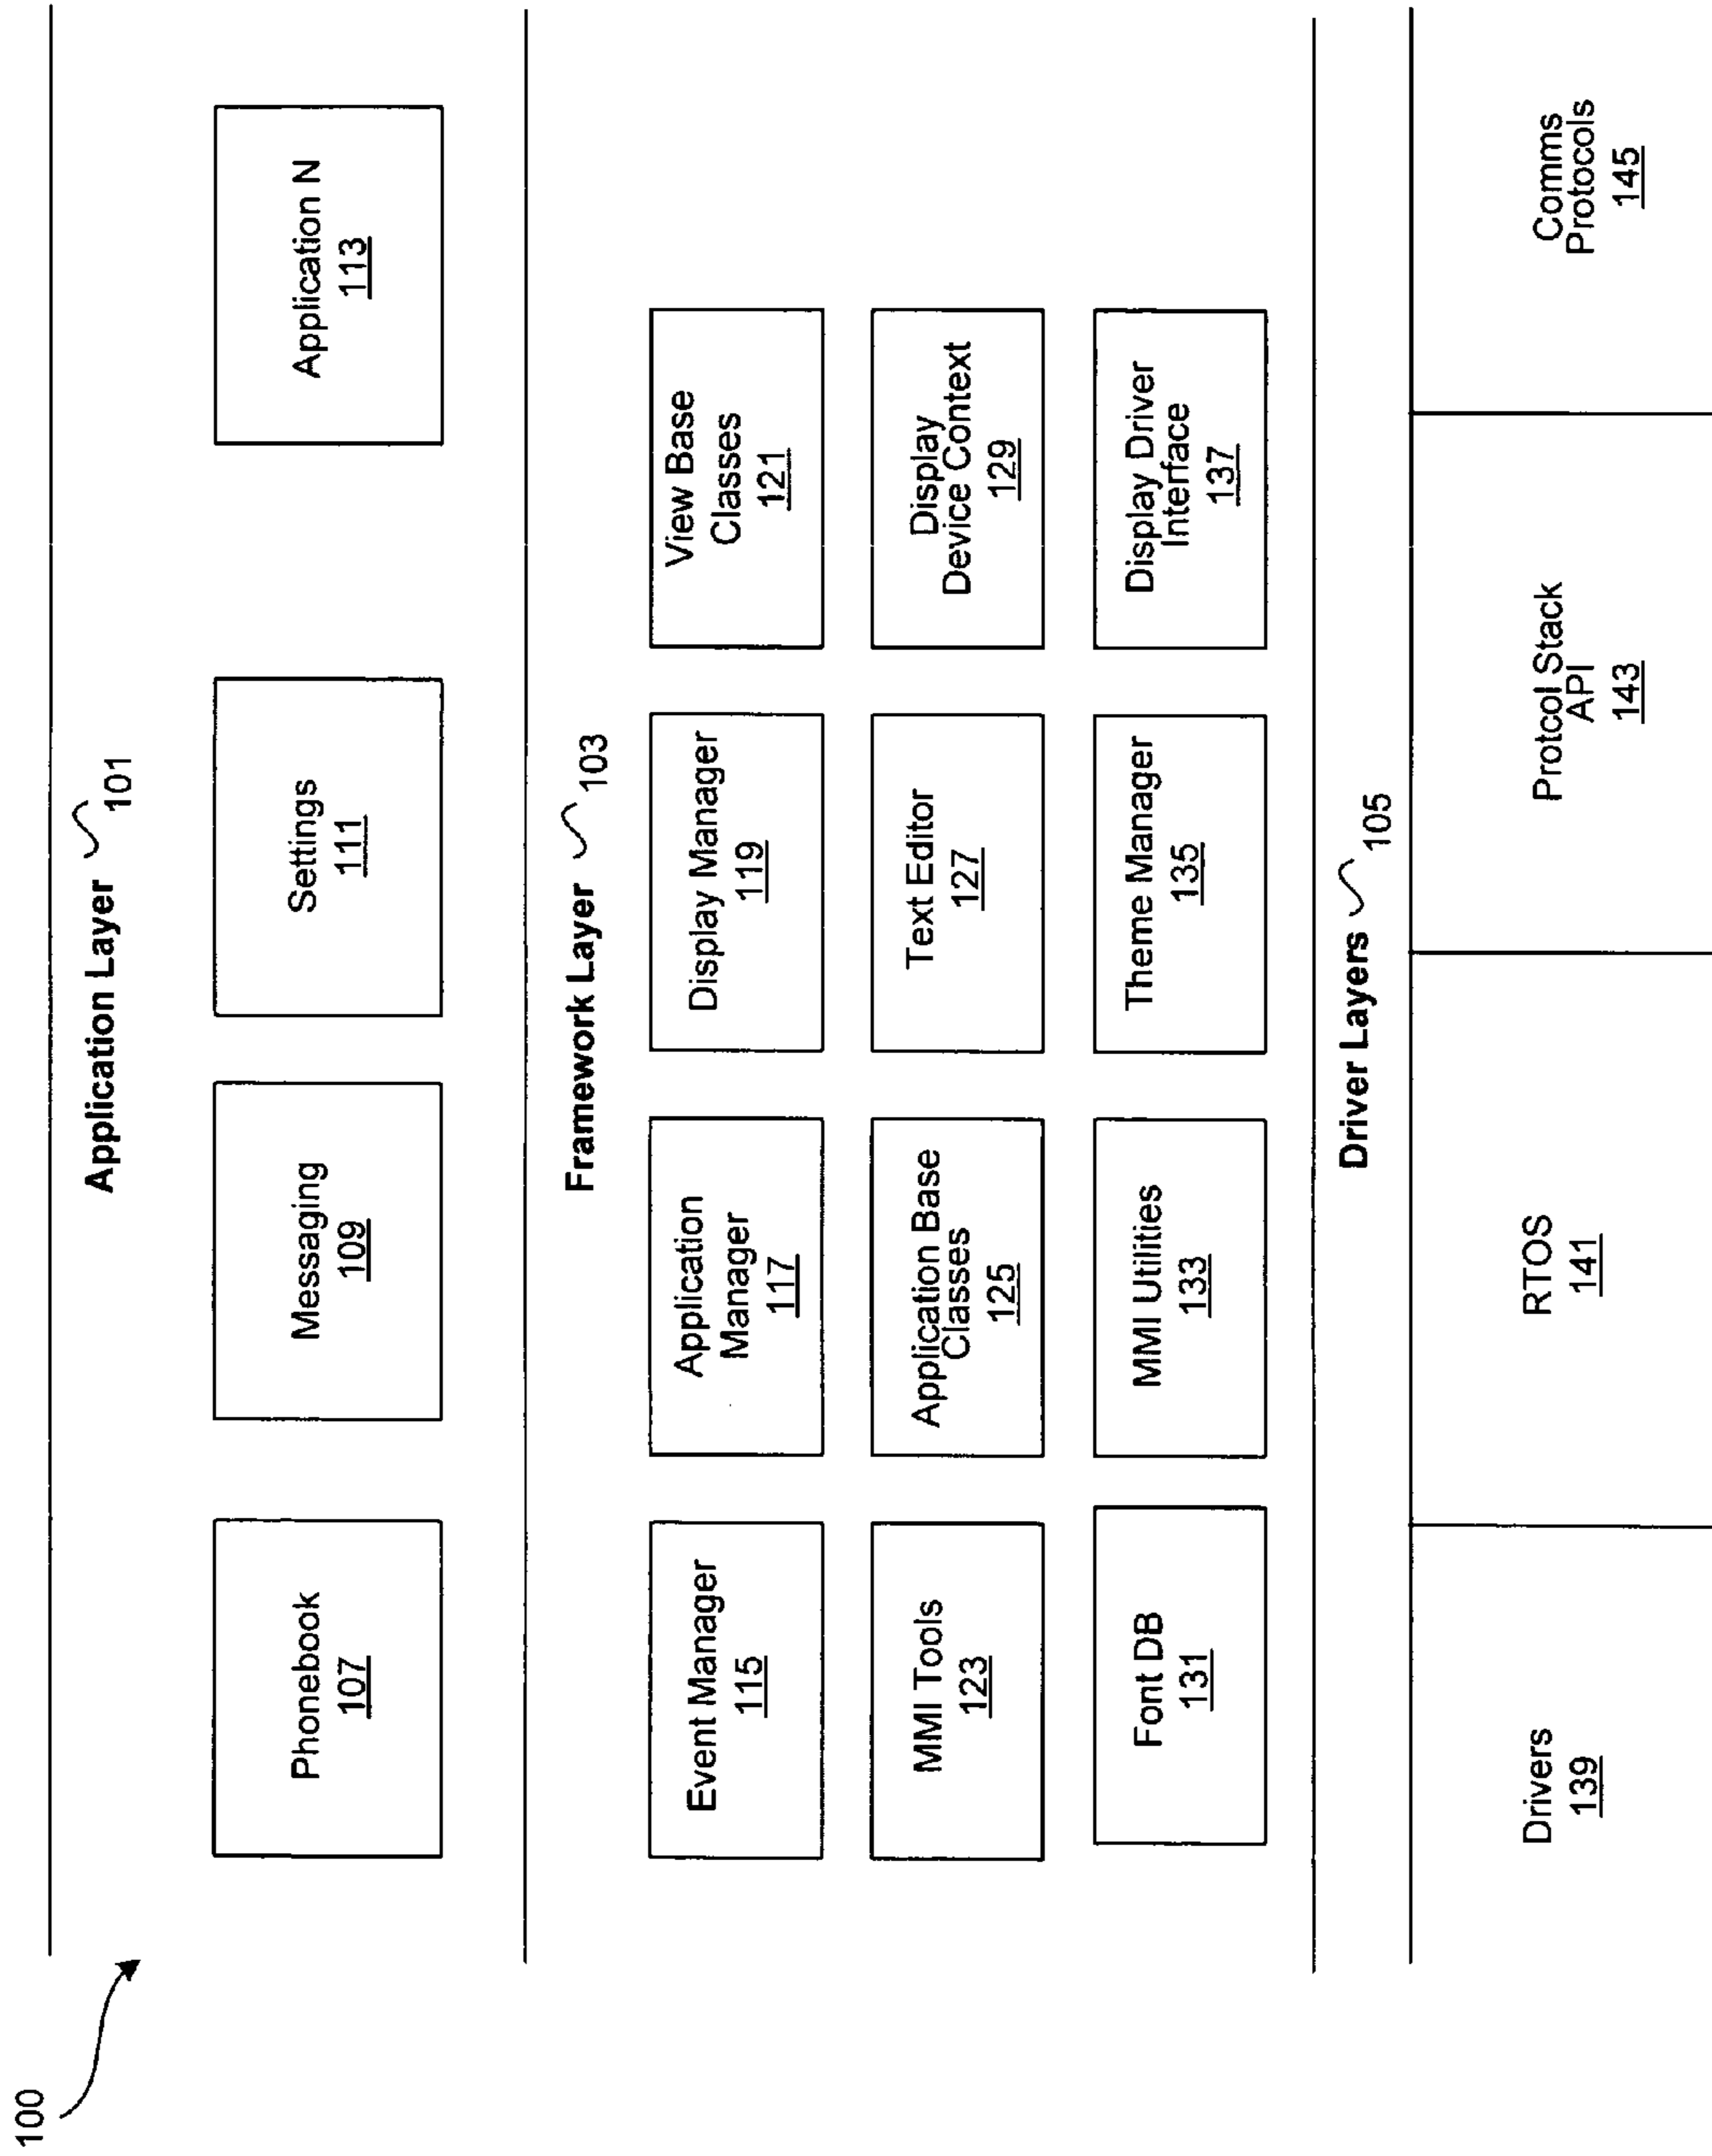 100
Application Layer 101
Phonebook
107
Messaging
109
Settings
111
Application N
113
Framework Layer 103
Event Manager
115
Application
Manager
117
Display Manager
119
View Base
Classes
121
MMI Tools
123
Application Base
Classes
125
Text Editor
127
Display
Device Context
129
Font DB
131
MMI Utilities
133
Theme Manager
135
Display Driver
Interface
137
Driver Layers 105
Drivers
139
RTOS
141
Protocol Stack
API
143
Comms
Protocols
145